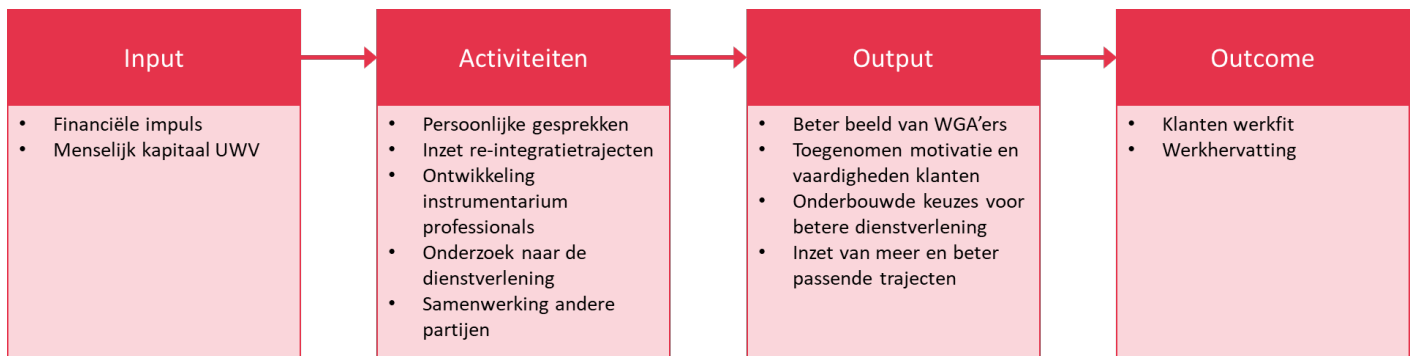 Input
• Financiële impuls
• Menselijk kapitaal UWV
Activiteiten
• Persoonlijke gesprekken
• Inzet re-integratietrajecten
• Ontwikkeling
instrumentarium
professionals
• Onderzoek naar de
dienstverlening
• Samenwerking andere
partijen
Output
• Beter beeld van WGA’ers
• Toegenomen motivatie en
vaardigheden klanten
• Onderbouwde keuzes voor
betere dienstverlening
• Inzet van meer en beter
passende trajecten
Outcome
• Klanten werkfit
• Werkhervatting